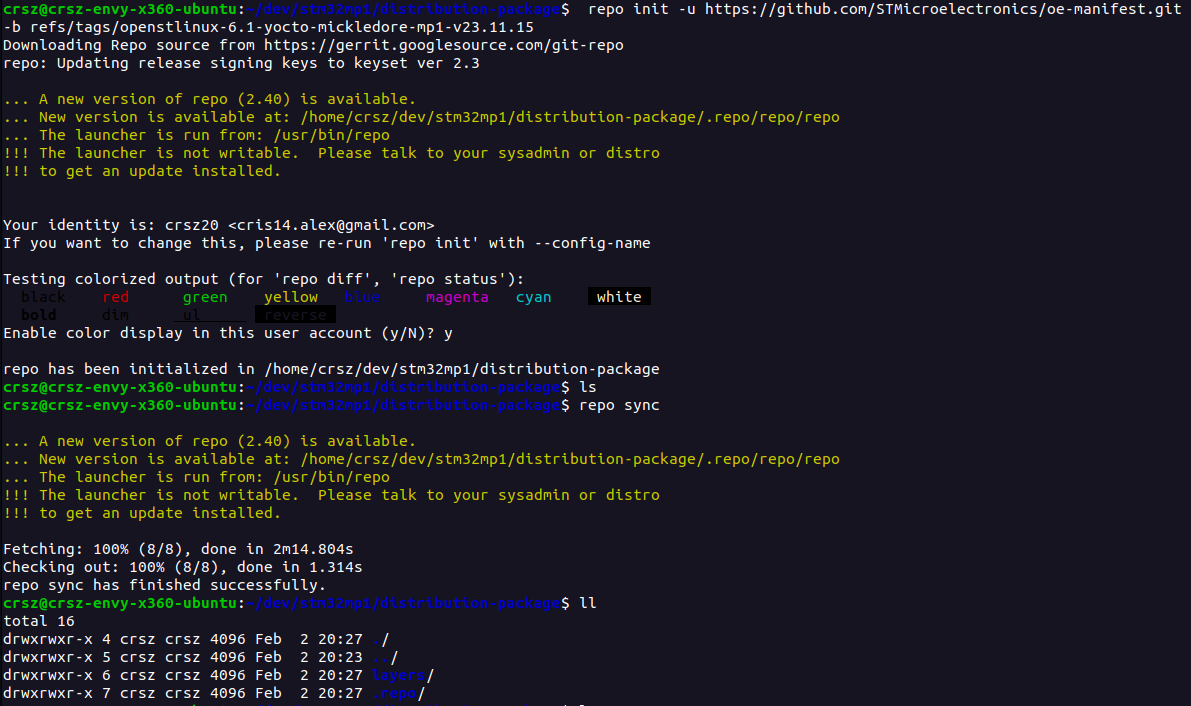 crsz@crsz-envy-x360-ubuntu:~/dev/stm32mp1/distribution-package$  repo init -u https://github.com/STMicroelectronics/oe-manifest.git
-b refs/tags/openstlinux-6.1-yocto-mickledore-mp1-v23.11.15
Downloading Repo source from https://gerrit.googlesource.com/git-repo
repo: Updating release signing keys to keyset ver 2.3
... A new version of repo (2.40) is available.
... New version is available at: /home/crsz/dev/stm32mp1/distribution-package/.repo/repo/repo
... The launcher is run from: /usr/bin/repo
!!! The launcher is not writable.  Please talk to your sysadmin or distro
!!! to get an update installed.
Your identity is: crsz20 <cris14.alex@gmail.com>
If you want to change this, please re-run 'repo init' with --config-name
Testing colorized output (for 'repo diff', 'repo status'):
black red green yellow blue magenta cyan white
bold dim ul reverse
Enable color display in this user account (y/N)? y
repo has been initialized in /home/crsz/dev/stm32mp1/distribution-package
crsz@crsz-envy-x360-ubuntu:~/dev/stm32mp1/distribution-package$ ls
crsz@crsz-envy-x360-ubuntu:~/dev/stm32mp1/distribution-package$ repo sync
... A new version of repo (2.40) is available.
... New version is available at: /home/crsz/dev/stm32mp1/distribution-package/.repo/repo/repo
... The launcher is run from: /usr/bin/repo
!!! The launcher is not writable.  Please talk to your sysadmin or distro
!!! to get an update installed.
Fetching: 100% (8/8), done in 2m14.804s
Checking out: 100% (8/8), done in 1.314s
repo sync has finished successfully.
crsz@crsz-envy-x360-ubuntu:~/dev/stm32mp1/distribution-package$ ll
total 16
drwxrwxr-x 4 crsz crsz 4096 Feb  2 20:27 ./
drwxrwxr-x 5 crsz crsz 4096 Feb  2 20:23 ../
drwxrwxr-x 6 crsz crsz 4096 Feb  2 20:27 layers/
drwxrwxr-x 7 crsz crsz 4096 Feb  2 20:27 .repo/